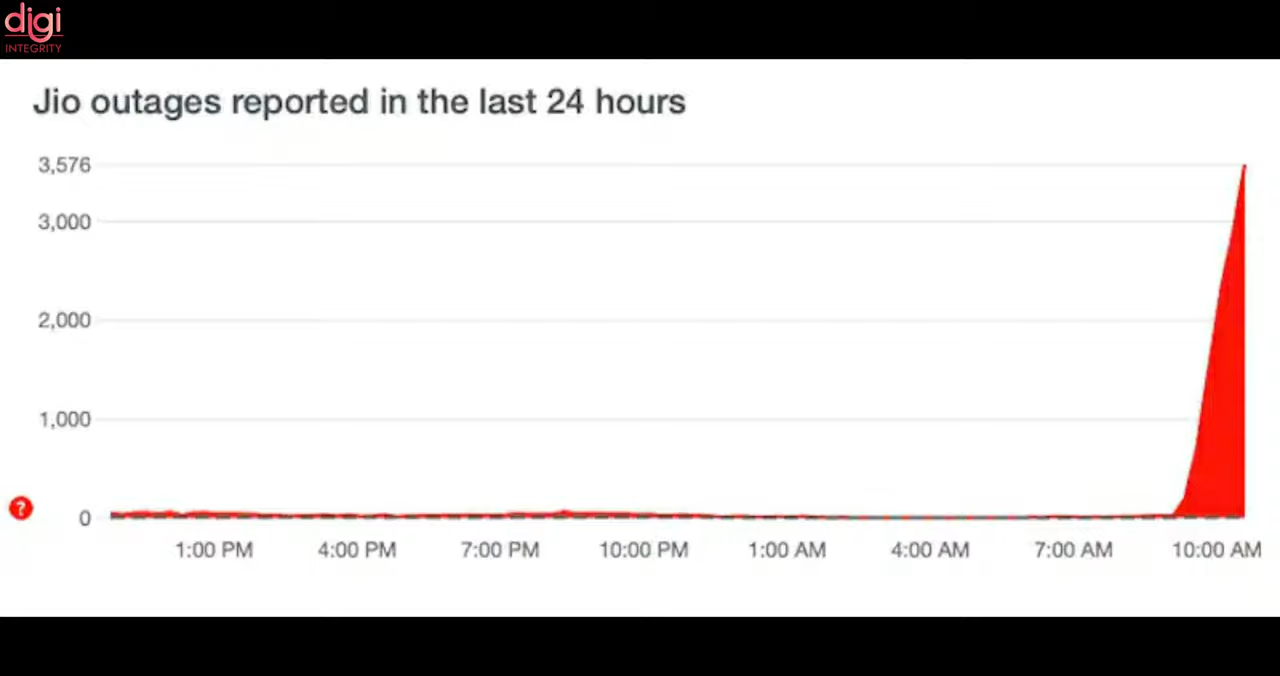 digi
INTEGRITY
Jio outages reported in the last 24 hours
3,576
3,000
2,000
1,000
?
0
1:00 PM 4:00 PM 7:00 PM 10:00 PM 1:00 AM 4:00 AM 7:00 AM 10:00 AM